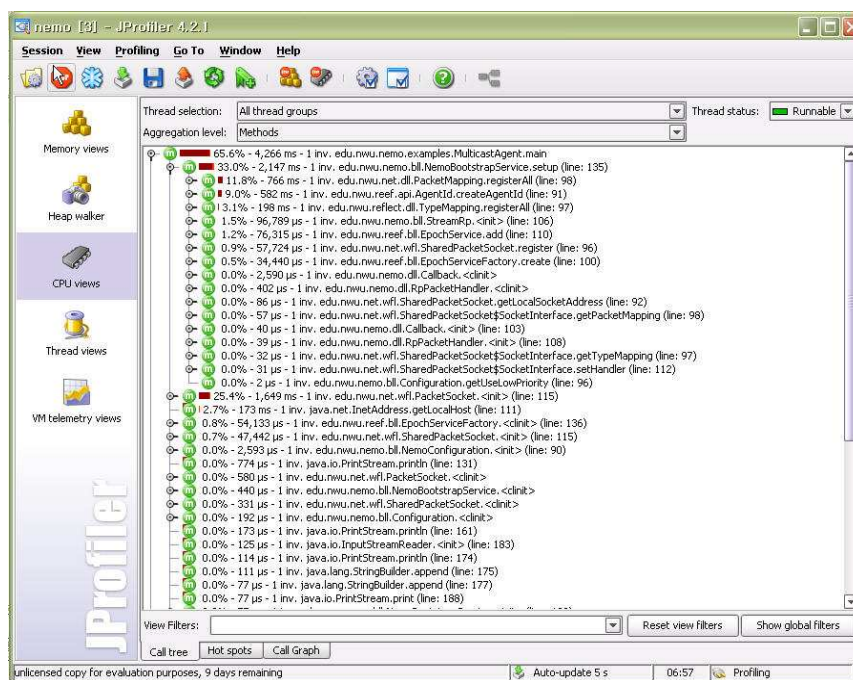 nemo [3] - JProfiler 4.2.1
Session View Profiling Go To Window Help
Thread selection: All thread groups Thread status: Runnable
Aggregation level: Methods
Memory views
Heap walker
CPU views
Thread views
VM telemetry views
JProfiler
65.6% - 4,266 ms - 1 inv. edu.nwu.nemo.examples.MulticastAgent.main
33.0% - 2,147 ms - 1 inv. edu.nwu.nemo.bll.NemoBootstrapService.setup (line: 135)
11.8% - 766 ms - 1 inv. edu.nwu.net.dll.PacketMapping.registerAll (line: 98)
9.0% - 582 ms - 1 inv. edu.nwu.reef.api.AgentId.createAgentId (line: 91)
3.1% - 198 ms - 1 inv. edu.nwu.reflect.dll.TypeMapping.registerAll (line: 97)
1.5% - 96,789 µs - 1 inv. edu.nwu.nemo.bll.StreamRp.<init> (line: 106)
1.2% - 76,315 µs - 1 inv. edu.nwu.reef.bll.EpochService.add (line: 110)
0.9% - 57,724 µs - 1 inv. edu.nwu.net.wfl.SharedPacketSocket.register (line: 96)
0.5% - 34,440 µs - 1 inv. edu.nwu.reef.bll.EpochServiceFactory.create (line: 100)
0.0% - 2,590 µs - 1 inv. edu.nwu.nemo.dll.Callback.<clinit>
0.0% - 402 µs - 1 inv. edu.nwu.nemo.dll.RpPacketHandler.<clinit>
0.0% - 86 µs - 1 inv. edu.nwu.net.wfl.SharedPacketSocket.getLocalSocketAddress (line: 92)
0.0% - 57 µs - 1 inv. edu.nwu.net.wfl.SharedPacketSocket$SocketInterface.getPacketMapping (line: 98)
0.0% - 40 µs - 1 inv. edu.nwu.nemo.dll.Callback.<init> (line: 103)
0.0% - 39 µs - 1 inv. edu.nwu.nemo.dll.RpPacketHandler.<init> (line: 108)
0.0% - 32 µs - 1 inv. edu.nwu.net.wfl.SharedPacketSocket$SocketInterface.getTypeMapping (line: 97)
0.0% - 31 µs - 1 inv. edu.nwu.net.wfl.SharedPacketSocket$SocketInterface.setHandler (line: 112)
0.0% - 2 µs - 1 inv. edu.nwu.nemo.bll.Configuration.getUseLowPriority (line: 96)
25.4% - 1,649 ms - 1 inv. edu.nwu.net.wfl.PacketSocket.<init> (line: 115)
2.7% - 173 ms - 1 inv. java.net.InetAddress.getLocalHost (line: 111)
0.8% - 54,133 µs - 1 inv. edu.nwu.reef.bll.EpochServiceFactory.<clinit> (line: 136)
0.7% - 47,442 µs - 1 inv. edu.nwu.net.wfl.SharedPacketSocket.<init> (line: 115)
0.0% - 2,593 µs - 1 inv. edu.nwu.nemo.bll.NemoConfiguration.<init> (line: 90)
0.0% - 774 µs - 1 inv. java.io.PrintStream.println (line: 131)
0.0% - 580 µs - 1 inv. edu.nwu.net.wfl.PacketSocket.<clinit>
0.0% - 440 µs - 1 inv. edu.nwu.nemo.bll.NemoBootstrapService.<clinit>
0.0% - 331 µs - 1 inv. edu.nwu.net.wfl.SharedPacketSocket.<clinit>
0.0% - 192 µs - 1 inv. edu.nwu.nemo.bll.Configuration.<clinit>
0.0% - 173 µs - 1 inv. java.io.PrintStream.println (line: 161)
0.0% - 125 µs - 1 inv. java.io.InputStreamReader.<init> (line: 183)
0.0% - 114 µs - 1 inv. java.io.PrintStream.println (line: 174)
0.0% - 111 µs - 1 inv. java.lang.StringBuilder.append (line: 175)
0.0% - 77 µs - 1 inv. java.lang.StringBuilder.append (line: 177)
0.0% - 77 µs - 1 inv. java.io.PrintStream.print (line: 188)
View Filters: Reset view filters Show global filters
Call tree Hot spots Call Graph
unlicensed copy for evaluation purposes, 9 days remaining Auto-update 5 s 06:57 Profiling